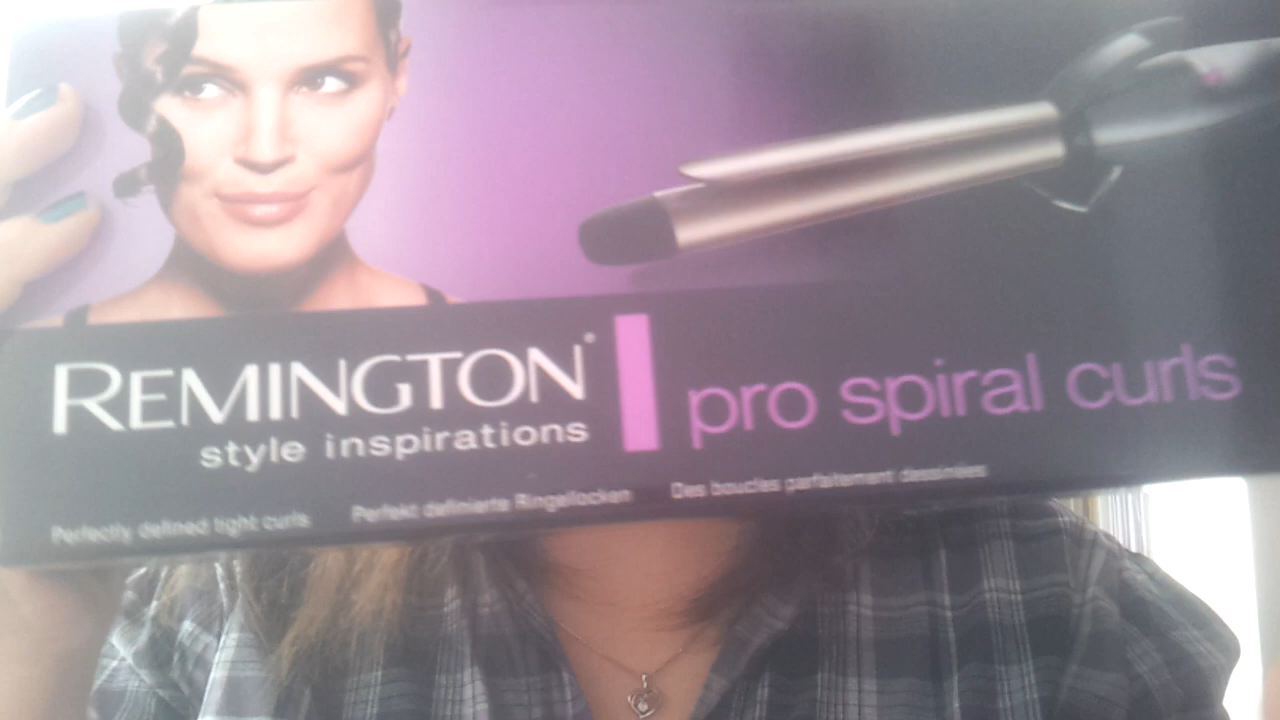 REMINGTON®
style inspirations
pro spiral curls
Perfectly defined tight curls
Perfekt definierte Ringellocken
Des boucles parfaitement dessinées